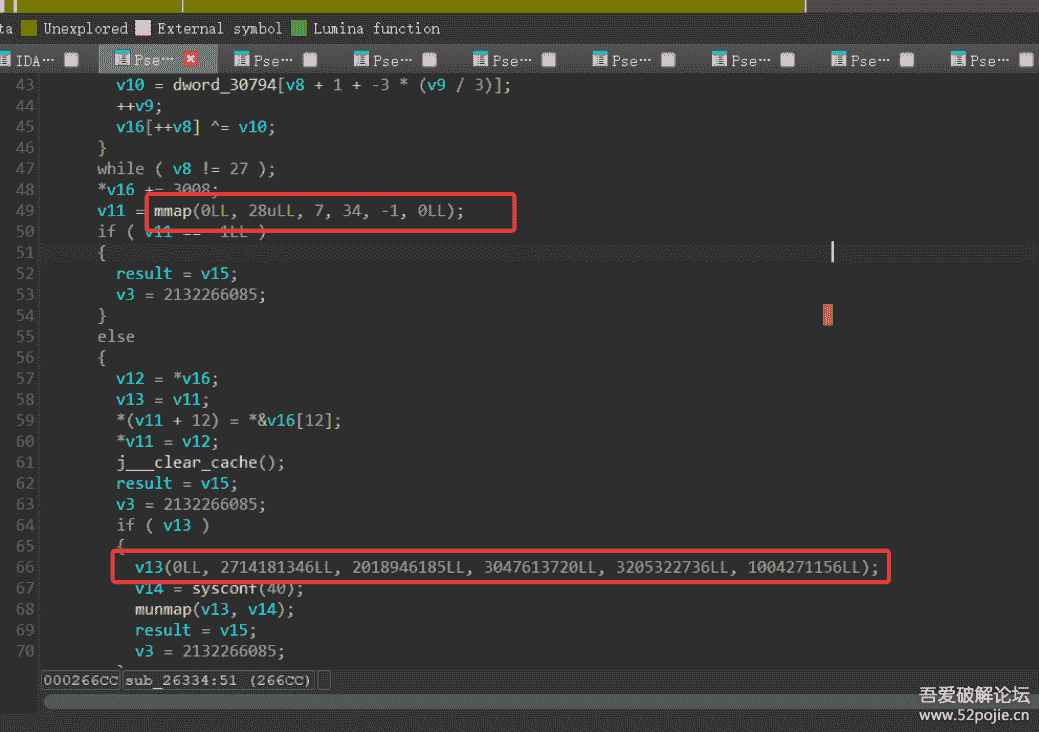 ta Unexplored External symbol Lumina function
IDA… Pse… Pse… Pse… Pse… Pse… Pse… Pse… Pse…
43 v10 = dword_30794[v8 + 1 + -3 * (v9 / 3)];
44 ++v9;
45 v16[++v8] ^= v10;
46 }
47 while ( v8 != 27 );
48 *v16 += 3008;
49 v11 = mmap(0LL, 28uLL, 7, 34, -1, 0LL);
50 if ( v11 == -1LL )
51 {
52 result = v15;
53 v3 = 2132266085;
54 }
55 else
56 {
57 v12 = *v16;
58 v13 = v11;
59 *(v11 + 12) = *&v16[12];
60 *v11 = v12;
61 j___clear_cache();
62 result = v15;
63 v3 = 2132266085;
64 if ( v13 )
65 {
66 v13(0LL, 2714181346LL, 2018946185LL, 3047613720LL, 3205322736LL, 1004271156LL);
67 v14 = sysconf(40);
68 munmap(v13, v14);
69 result = v15;
70 v3 = 2132266085;
000266CC sub_26334:51 (266CC)
吾爱破解论坛
www.52pojie.cn